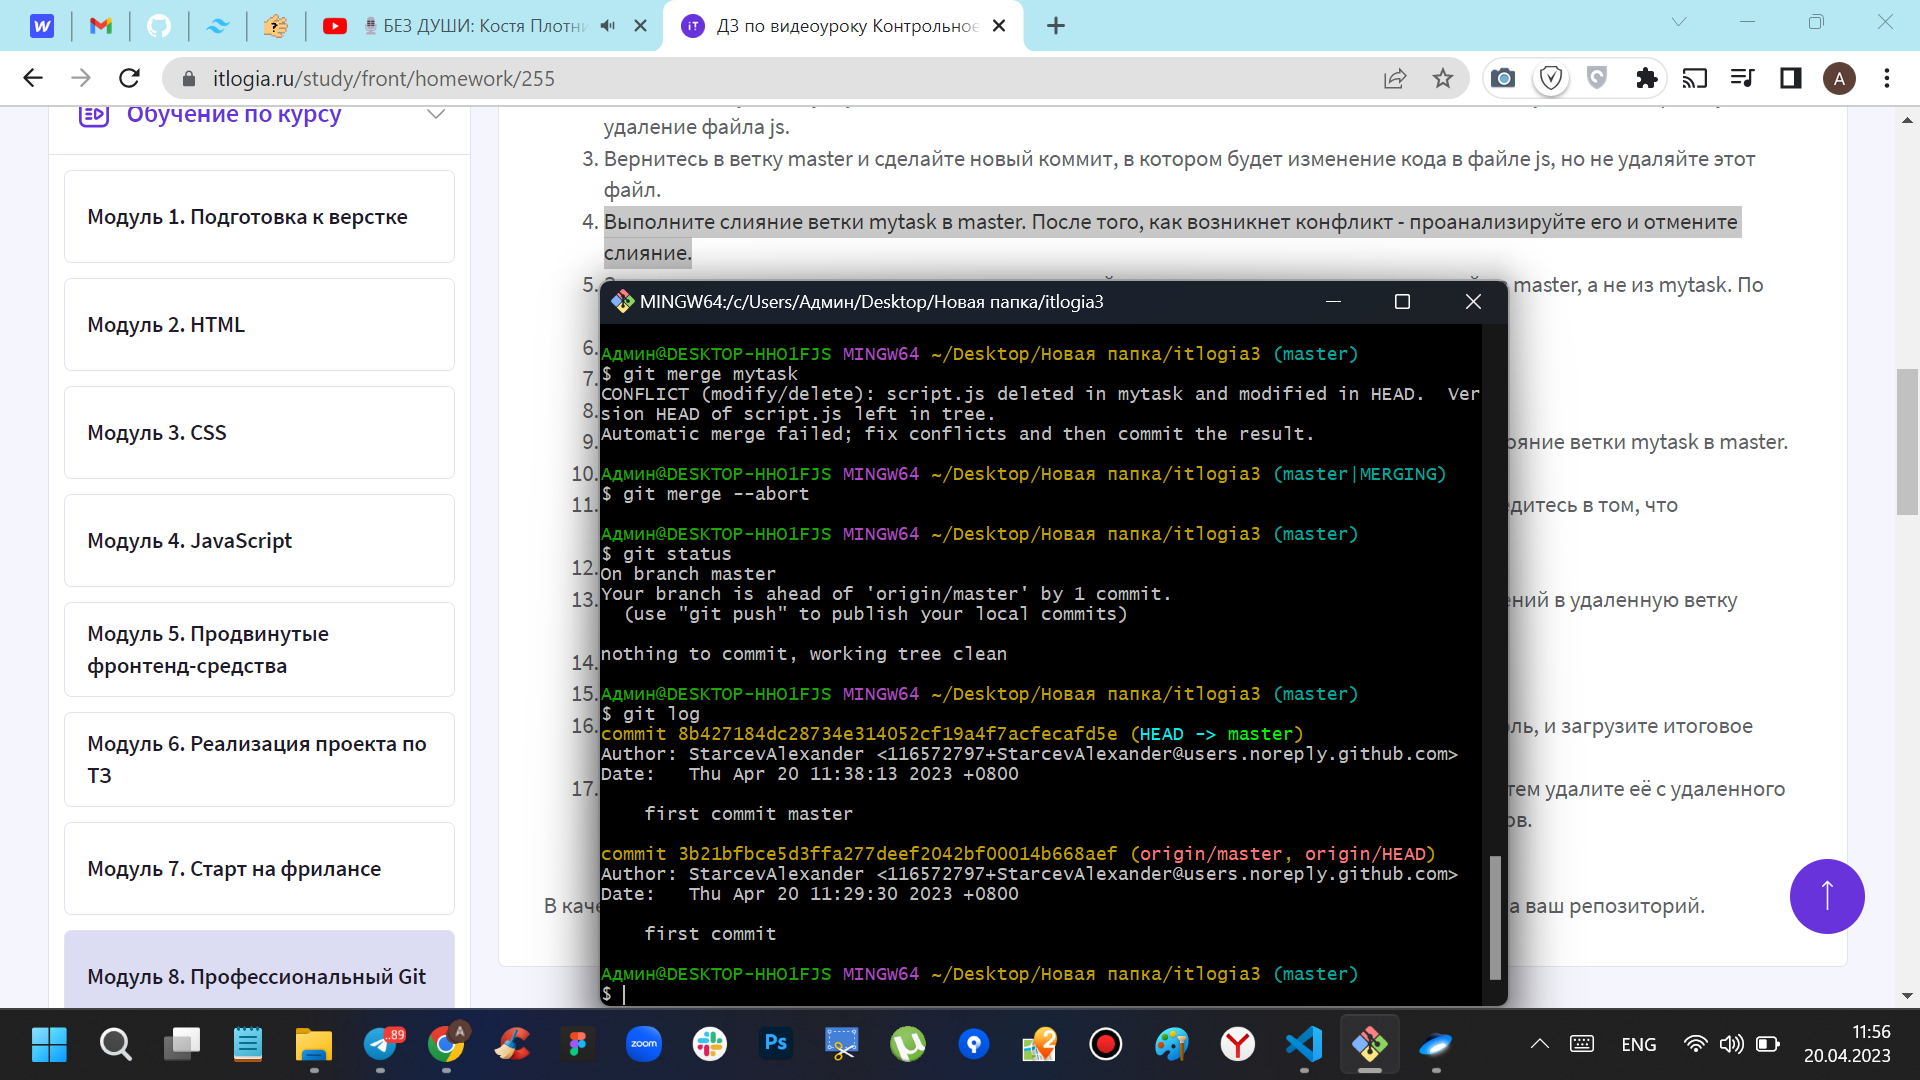 БЕЗ ДУШИ: Костя Плотни
ДЗ по видеоуроку Контрольное
itlogia.ru/study/front/homework/255
A
Обучение по курсу
Модуль 1. Подготовка к верстке
Модуль 2. HTML
Модуль 3. CSS
Модуль 4. JavaScript
Модуль 5. Продвинутые
фронтенд-средства
Модуль 6. Реализация проекта по
ТЗ
Модуль 7. Старт на фрилансе
Модуль 8. Профессиональный Git
удаление файла js.
3. Вернитесь в ветку master и сделайте новый коммит, в котором будет изменение кода в файле js, но не удаляйте этот
файл.
4. Выполните слияние ветки mytask в master. После того, как возникнет конфликт - проанализируйте его и отмените
слияние.
5.
master, а не из mytask. По
6.
7.
8.
9.
ояние ветки mytask в master.
10.
11.
дитесь в том, что
12.
13.
ний в удаленную ветку
14.
15.
16.
ль, и загрузите итоговое
17.
тем удалите её с удаленного
ов.
В каче
а ваш репозиторий.
MINGW64:/c/Users/Админ/Desktop/Новая папка/itlogia3
Админ@DESKTOP-HHO1FJS MINGW64 ~/Desktop/Новая папка/itlogia3 (master)
$ git merge mytask
CONFLICT (modify/delete): script.js deleted in mytask and modified in HEAD.  Ver
sion HEAD of script.js left in tree.
Automatic merge failed; fix conflicts and then commit the result.
Админ@DESKTOP-HHO1FJS MINGW64 ~/Desktop/Новая папка/itlogia3 (master|MERGING)
$ git merge --abort
Админ@DESKTOP-HHO1FJS MINGW64 ~/Desktop/Новая папка/itlogia3 (master)
$ git status
On branch master
Your branch is ahead of 'origin/master' by 1 commit.
(use "git push" to publish your local commits)
nothing to commit, working tree clean
Админ@DESKTOP-HHO1FJS MINGW64 ~/Desktop/Новая папка/itlogia3 (master)
$ git log
commit 8b427184dc28734e314052cf19a4f7acfecafd5e (HEAD -> master)
Author: StarcevAlexander <116572797+StarcevAlexander@users.noreply.github.com>
Date:   Thu Apr 20 11:38:13 2023 +0800
first commit master
commit 3b21bfbce5d3ffa277deef2042bf00014b668aef (origin/master, origin/HEAD)
Author: StarcevAlexander <116572797+StarcevAlexander@users.noreply.github.com>
Date:   Thu Apr 20 11:29:30 2023 +0800
first commit
Админ@DESKTOP-HHO1FJS MINGW64 ~/Desktop/Новая папка/itlogia3 (master)
$
..89
A
zoom
Ps
2
ENG
11:56
20.04.2023